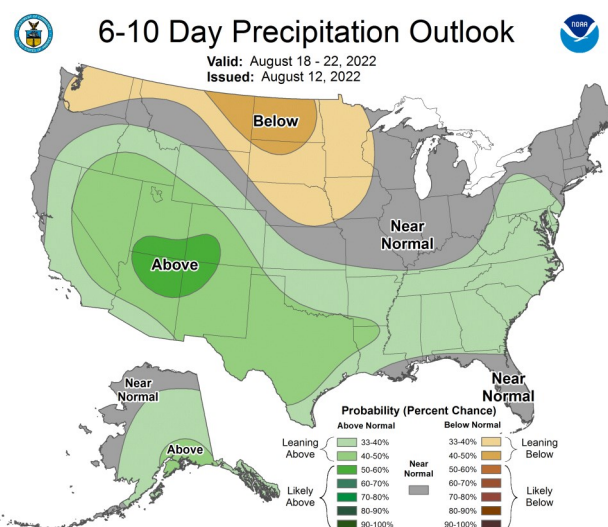 NOAA
6-10 Day Precipitation Outlook
Valid: August 18 - 22, 2022
Issued: August 12, 2022
Below
Near
Normal
Above
Near
Normal
Near
Normal
Above
Probability (Percent Chance)
Above Normal
Below Normal
Leaning
Above
33-40%
40-50%
50-60%
60-70%
70-80%
80-90%
90-100%
Likely
Above
Near
Normal
33-40%
40-50%
50-60%
60-70%
70-80%
80-90%
90-100%
Leaning
Below
Likely
Below